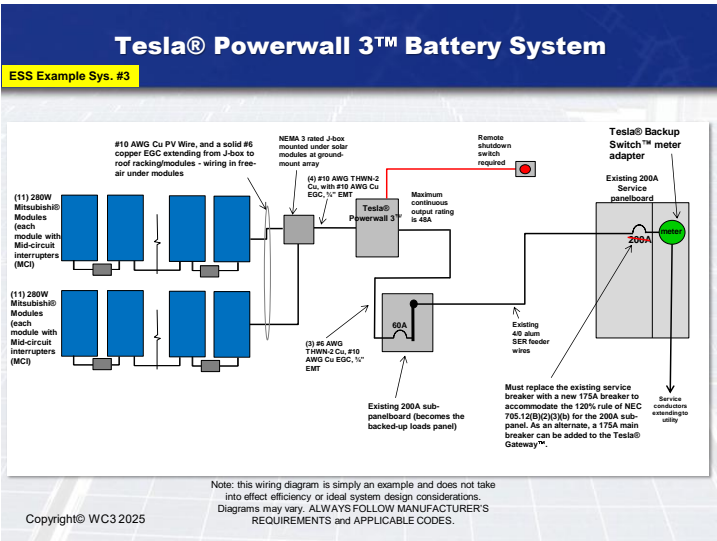 Tesla® Powerwall 3™ Battery System
ESS Example Sys. #3
#10 AWG Cu PV Wire, and a solid #6
copper EGC extending from J-box to
roof racking/modules - wiring in free-
air under modules
NEMA 3 rated J-box
mounted under solar
modules at ground-
mount array
Remote
shutdown
switch
required
Tesla® Backup
Switch™ meter
adapter
(4) #10 AWG THWN-2
Cu, with #10 AWG Cu
EGC, ¾" EMT
Maximum
continuous
output rating
is 48A
Existing 200A
Service
panelboard
(11) 280W
Mitsubishi®
Modules
(each
module with
Mid-circuit
interrupters
(MCI)
Tesla®
Powerwall 3™
200A
meter
(11) 280W
Mitsubishi®
Modules
(each
module with
Mid-circuit
interrupters
(MCI)
60A
(3) #6 AWG
THWN-2 Cu, #10
AWG Cu EGC, ¾"
EMT
Existing
4/0 alum
SER feeder
wires
Existing 200A sub-
panelboard (becomes the
backed-up loads panel)
Must replace the existing service
breaker with a new 175A breaker to
accommodate the 120% rule of NEC
705.12(B)(2)(3)(b) for the 200A sub-
panel. As an alternate, a 175A main
breaker can be added to the Tesla®
Gateway™.
Service
conductors
extending to
utility
Note: this wiring diagram is simply an example and does not take
into effect efficiency or ideal system design considerations.
Diagrams may vary. ALWAYS FOLLOW MANUFACTURER'S
REQUIREMENTS and APPLICABLE CODES.
Copyright© WC3 2025